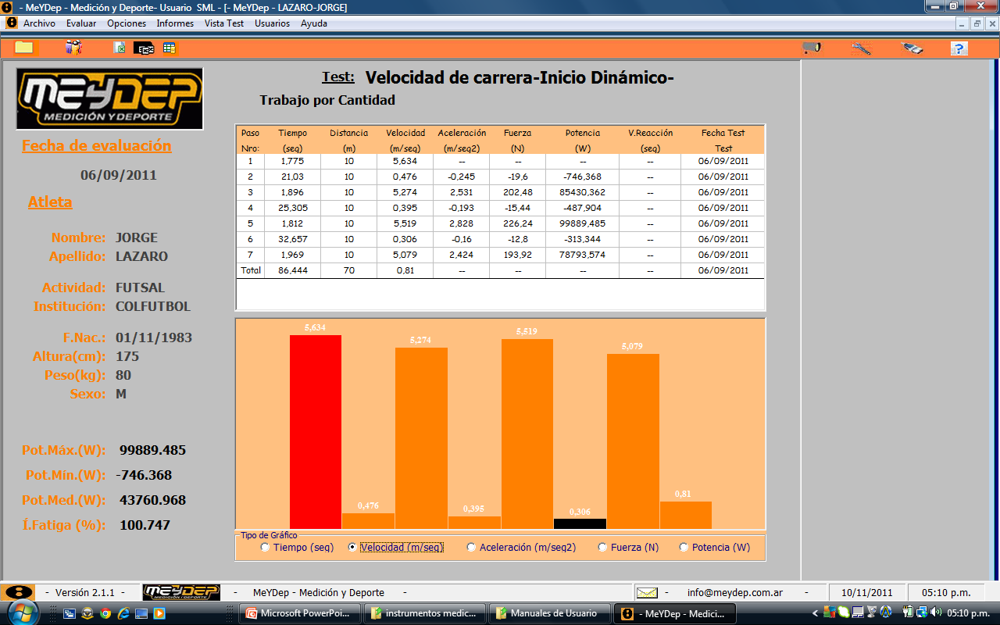 - MeYDep - Medición y Deporte- Usuario SML - [- MeYDep - LAZARO-JORGE]
Archivo Evaluar Opciones Informes Vista Test Usuarios Ayuda
MEYDEP
MEDICIÓN Y DEPORTE
Test: Velocidad de carrera-Inicio Dinámico-
Trabajo por Cantidad
Fecha de evaluación
06/09/2011
Atleta
Nombre: JORGE
Apellido: LAZARO
Actividad: FUTSAL
Institución: COLFUTBOL
F.Nac.: 01/11/1983
Altura(cm): 175
Peso(kg): 80
Sexo: M
Pot.Máx.(W): 99889.485
Pot.Mín.(W): -746.368
Pot.Med.(W): 43760.968
Í.Fatiga (%): 100.747
Paso Tiempo Distancia Velocidad Aceleración Fuerza Potencia V.Reacción Fecha Test
Nro: (seq) (m) (m/seq) (m/seq2) (N) (W) (seq) Test
1 1,775 10 5,634 -- -- -- -- 06/09/2011
2 21,03 10 0,476 -0,245 -19,6 -746,368 -- 06/09/2011
3 1,896 10 5,274 2,531 202,48 85430,362 -- 06/09/2011
4 25,305 10 0,395 -0,193 -15,44 -487,904 -- 06/09/2011
5 1,812 10 5,519 2,828 226,24 99889,485 -- 06/09/2011
6 32,657 10 0,306 -0,16 -12,8 -313,344 -- 06/09/2011
7 1,969 10 5,079 2,424 193,92 78793,574 -- 06/09/2011
Total 86,444 70 0,81 -- -- -- -- 06/09/2011
5,634 0,476 5,274 0,395 5,519 0,306 5,079 0,81
Tipo de Gráfico
Tiempo (seq) Velocidad (m/seq) Aceleración (m/seq2) Fuerza (N) Potencia (W)
- Versión 2.1.1 - MEYDEP MEDICIÓN Y DEPORTE - MeYDep - Medición y Deporte - - info@meydep.com.ar - 10/11/2011 05:10 p.m.
Microsoft PowerPoi... instrumentos medic... Manuales de Usuario - MeYDep - Medici... 05:10 p.m.